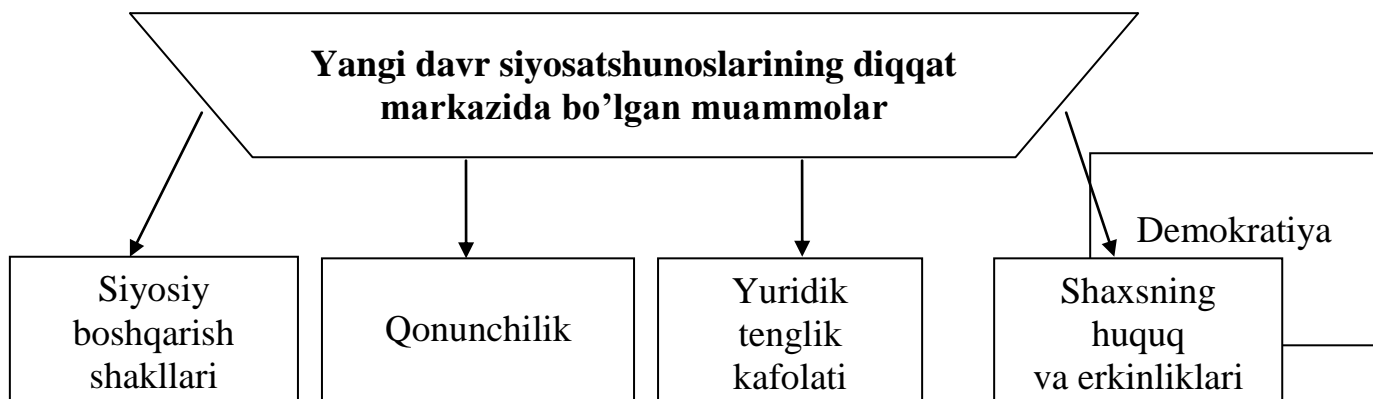 Yangi davr siyosatshunoslarining diqqat
markazida bo’lgan muammolar
Demokratiya
Siyosiy
boshqarish
shakllari
Qonunchilik
Yuridik
tenglik
kafolati
Shaxsning
huquq
va erkinliklari